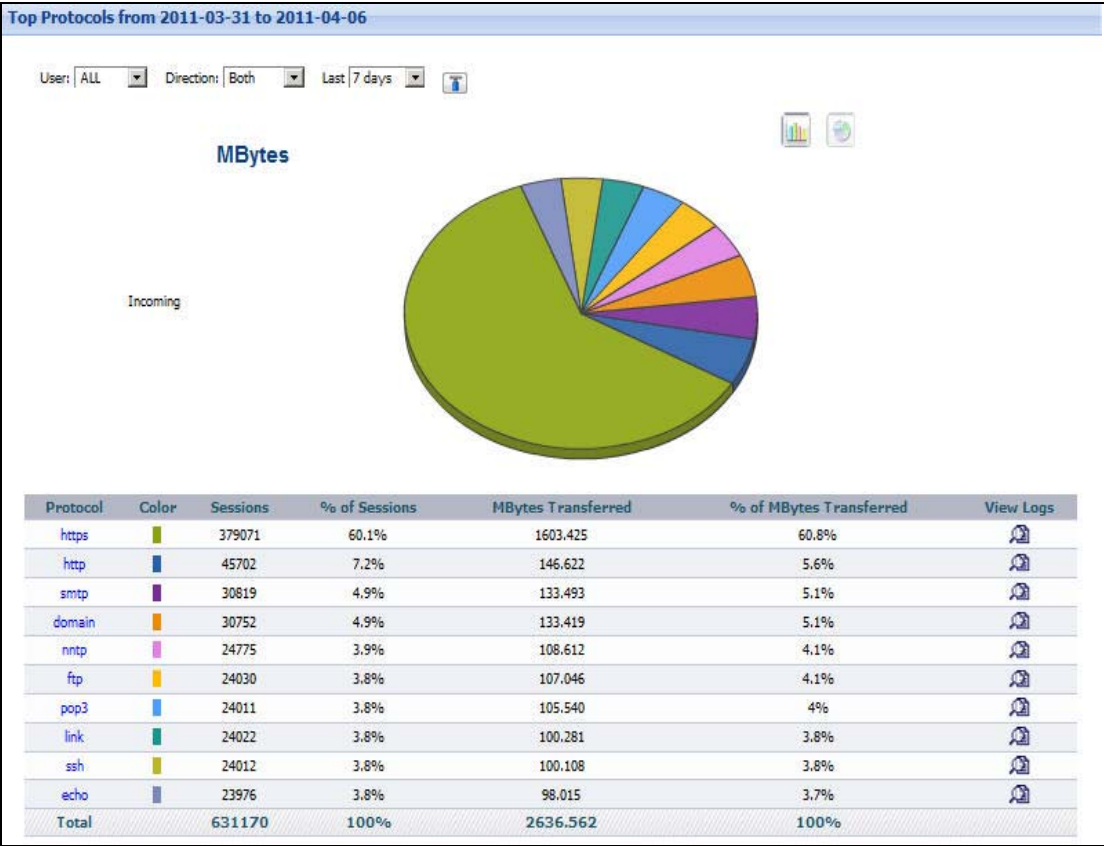 Top Protocols from 2011-03-31 to 2011-04-06
User: ALL Direction: Both Last 7 days
MBytes
Incoming
Protocol Color Sessions % of Sessions MBytes Transferred % of MBytes Transferred View Logs
https 379071 60.1% 1603.425 60.8%
http 45702 7.2% 146.622 5.6%
smtp 30819 4.9% 133.493 5.1%
domain 30752 4.9% 133.419 5.1%
nntp 24775 3.9% 108.612 4.1%
ftp 24030 3.8% 107.046 4.1%
pop3 24011 3.8% 105.540 4%
link 24022 3.8% 100.281 3.8%
ssh 24012 3.8% 100.108 3.8%
echo 23976 3.8% 98.015 3.7%
Total 631170 100% 2636.562 100%